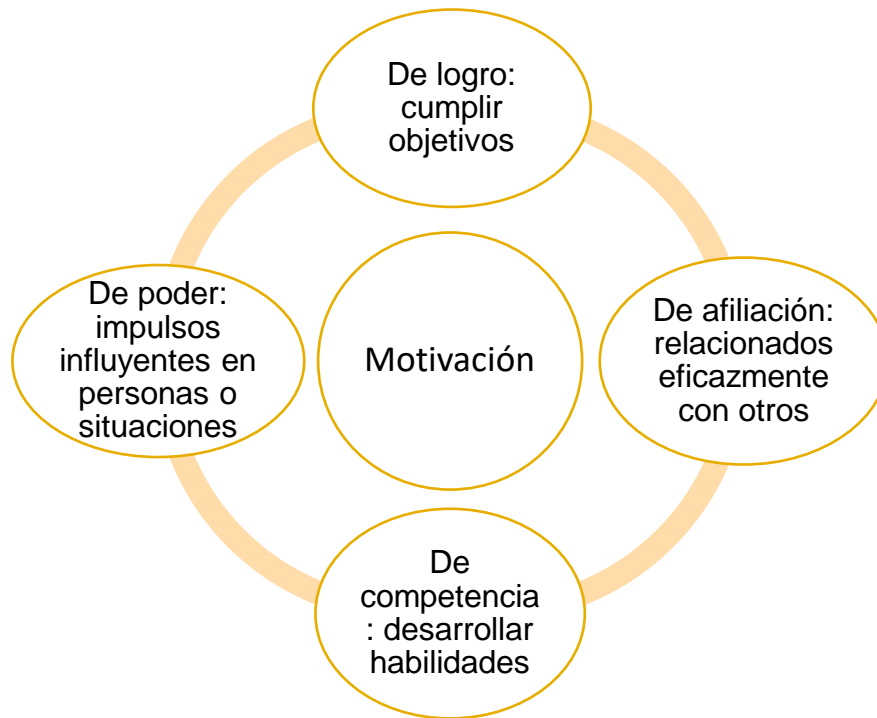 De logro:
cumplir
objetivos
De poder:
impulsos
influyentes en
personas o
situaciones
Motivación
De afiliación:
relacionados
eficazmente
con otros
De
competencia
: desarrollar
habilidades